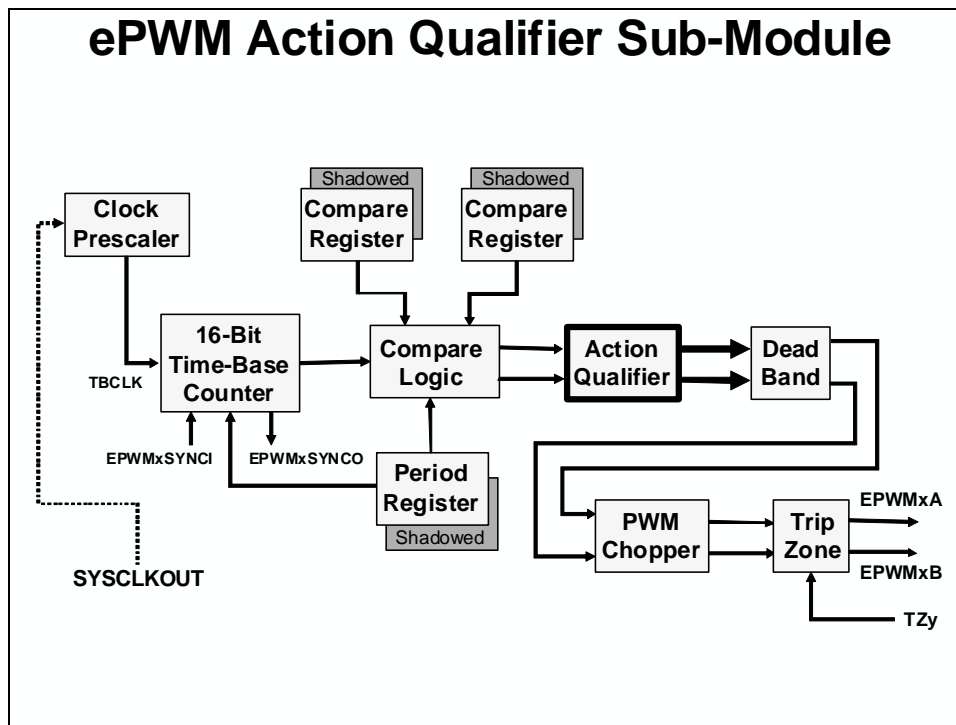 ePWM Action Qualifier Sub-Module
Shadowed
Compare
Register
Shadowed
Compare
Register
Clock
Prescaler
16-Bit
Time-Base
Counter
Compare
Logic
Action
Qualifier
Dead
Band
TBCLK
EPWMxSYNCI
EPWMxSYNCO
Period
Register
Shadowed
PWM
Chopper
Trip
Zone
EPWMxA
EPWMxB
SYSCLKOUT
TZy